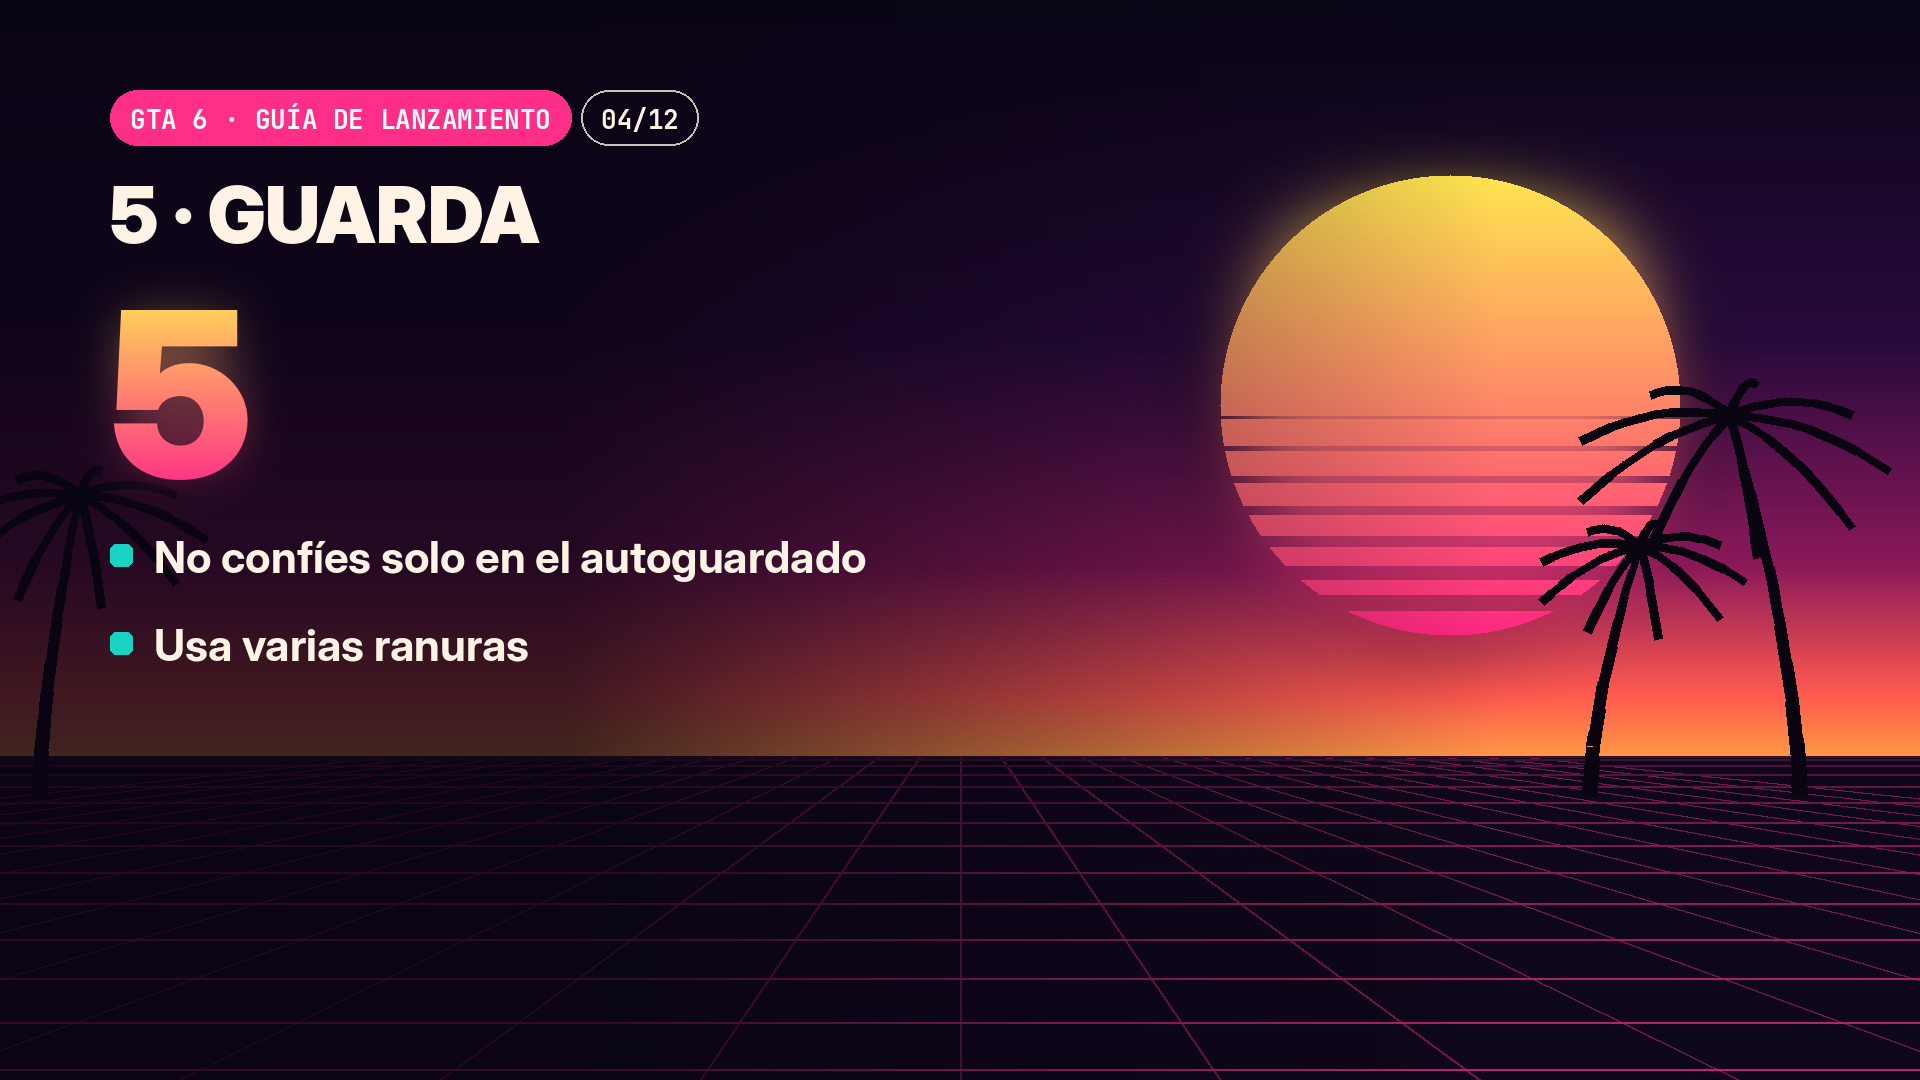 GTA 6 · GUÍA DE LANZAMIENTO
04/12
5 · GUARDA
5
No confíes solo en el autoguardado
Usa varias ranuras